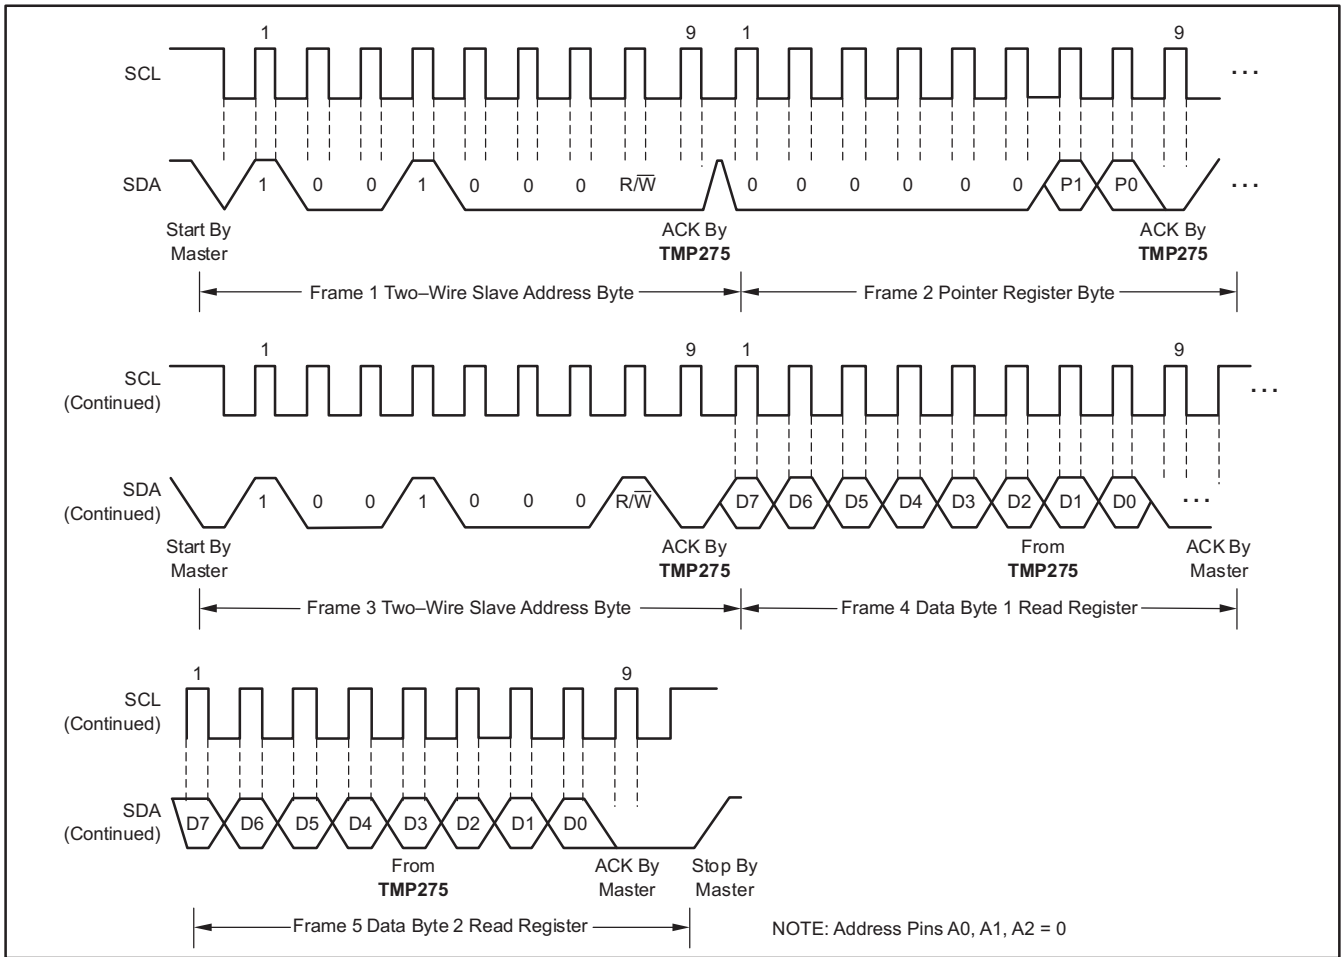 1 9 1 9
SCL ...
SDA 1 0 0 1 0 0 0 R/W̅ 0 0 0 0 0 0 P1 P0 ...
Start By Master
ACK By TMP275
ACK By TMP275
Frame 1 Two–Wire Slave Address Byte
Frame 2 Pointer Register Byte
1 9 1 9
SCL (Continued) ...
SDA (Continued) 1 0 0 1 0 0 0 R/W̅ D7 D6 D5 D4 D3 D2 D1 D0 ...
Start By Master
ACK By TMP275
From TMP275
ACK By Master
Frame 3 Two–Wire Slave Address Byte
Frame 4 Data Byte 1 Read Register
1 9
SCL (Continued)
SDA (Continued) D7 D6 D5 D4 D3 D2 D1 D0
From TMP275
ACK By Master
Stop By Master
Frame 5 Data Byte 2 Read Register
NOTE: Address Pins A0, A1, A2 = 0